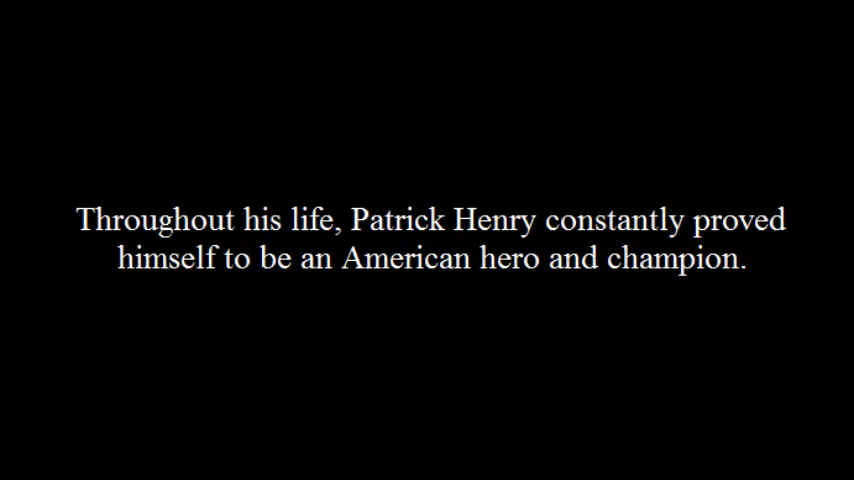 Throughout his life, Patrick Henry constantly proved
himself to be an American hero and champion.